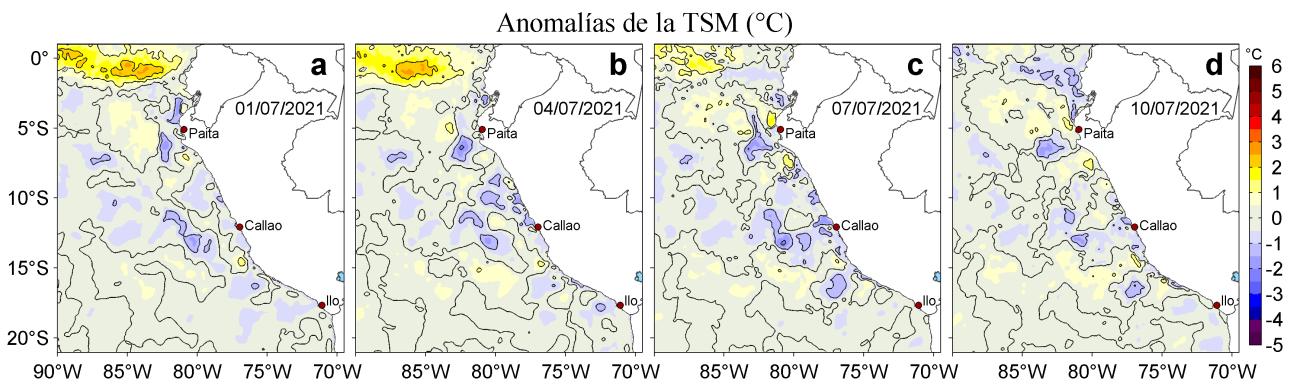 Anomalías de la TSM (°C)
a
b
c
d
01/07/2021
04/07/2021
07/07/2021
10/07/2021
Paita
Callao
Ilo
Paita
Callao
Ilo
Paita
Callao
Ilo
Paita
Callao
Ilo
0°
5°S
10°S
15°S
20°S
90°W 85°W 80°W 75°W 70°W
85°W 80°W 75°W 70°W
85°W 80°W 75°W 70°W
85°W 80°W 75°W 70°W
°C
6
5
4
3
2
1
0
-1
-2
-3
-4
-5